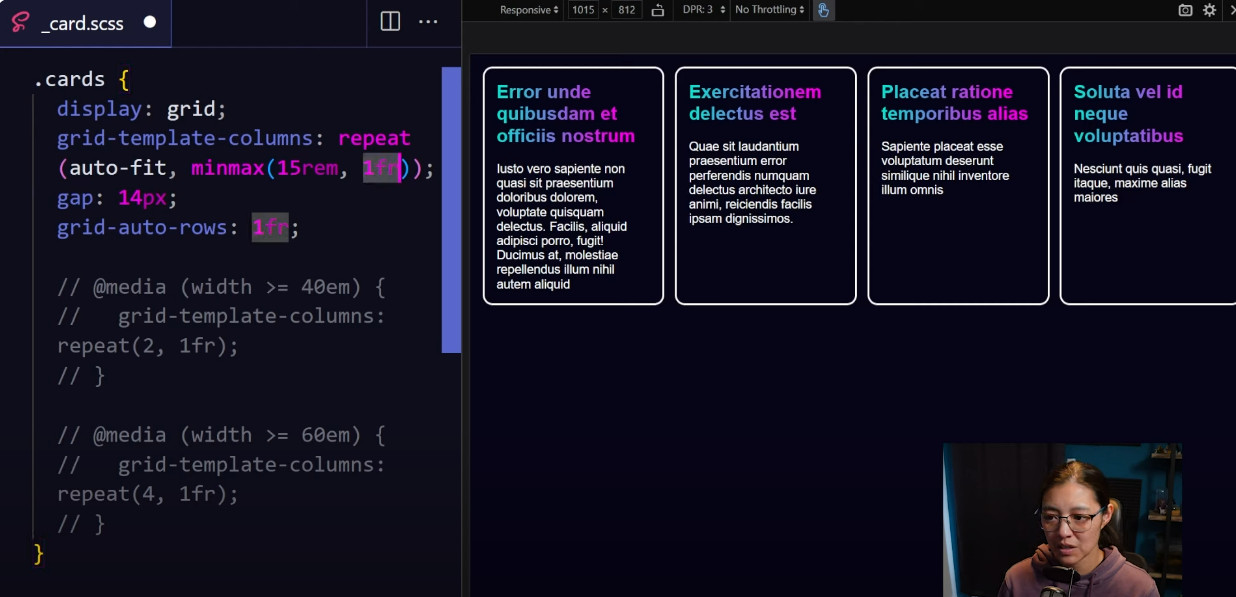 _card.scss
.cards {
display: grid;
grid-template-columns: repeat
(auto-fit, minmax(15rem, 1fr));
gap: 14px;
grid-auto-rows: 1fr;
// @media (width >= 40em) {
//   grid-template-columns:
repeat(2, 1fr);
// }
// @media (width >= 60em) {
//   grid-template-columns:
repeat(4, 1fr);
// }
}
Responsive 1015 × 812 DPR: 3 No Throttling
Error unde
quibusdam et
officiis nostrum
Iusto vero sapiente non
quasi sit praesentium
doloribus dolorem,
voluptate quisquam
delectus. Facilis, aliquid
adipisci porro, fugit!
Ducimus at, molestiae
repellendus illum nihil
autem aliquid
Exercitationem
delectus est
Quae sit laudantium
praesentium error
perferendis numquam
delectus architecto iure
animi, reiciendis facilis
ipsam dignissimos.
Placeat ratione
temporibus alias
Sapiente placeat esse
voluptatum deserunt
similique nihil inventore
illum omnis
Soluta vel id
neque
voluptatibus
Nesciunt quis quasi, fugit
itaque, maxime alias
maiores